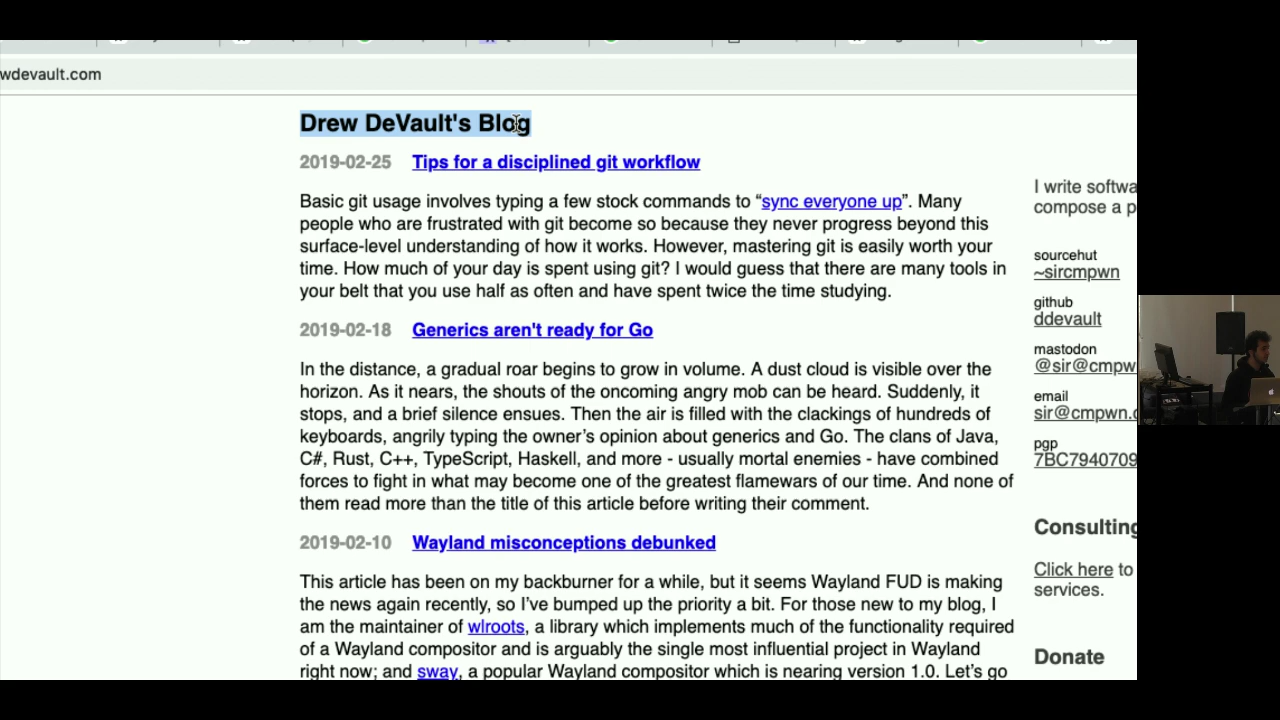 wdevault.com
Drew DeVault's Blog
2019-02-25 Tips for a disciplined git workflow
Basic git usage involves typing a few stock commands to “sync everyone up”. Many
people who are frustrated with git become so because they never progress beyond this
surface-level understanding of how it works. However, mastering git is easily worth your
time. How much of your day is spent using git? I would guess that there are many tools in
your belt that you use half as often and have spent twice the time studying.
2019-02-18 Generics aren't ready for Go
In the distance, a gradual roar begins to grow in volume. A dust cloud is visible over the
horizon. As it nears, the shouts of the oncoming angry mob can be heard. Suddenly, it
stops, and a brief silence ensues. Then the air is filled with the clackings of hundreds of
keyboards, angrily typing the owner’s opinion about generics and Go. The clans of Java,
C#, Rust, C++, TypeScript, Haskell, and more - usually mortal enemies - have combined
forces to fight in what may become one of the greatest flamewars of our time. And none of
them read more than the title of this article before writing their comment.
2019-02-10 Wayland misconceptions debunked
This article has been on my backburner for a while, but it seems Wayland FUD is making
the news again recently, so I’ve bumped up the priority a bit. For those new to my blog, I
am the maintainer of wlroots, a library which implements much of the functionality required
of a Wayland compositor and is arguably the single most influential project in Wayland
right now; and sway, a popular Wayland compositor which is nearing version 1.0. Let’s go
I write softwa
compose a p
sourcehut
~sircmpwn
github
ddevault
mastodon
@sir@cmpw
email
sir@cmpwn.c
pgp
7BC7940709
Consulting
Click here to
services.
Donate